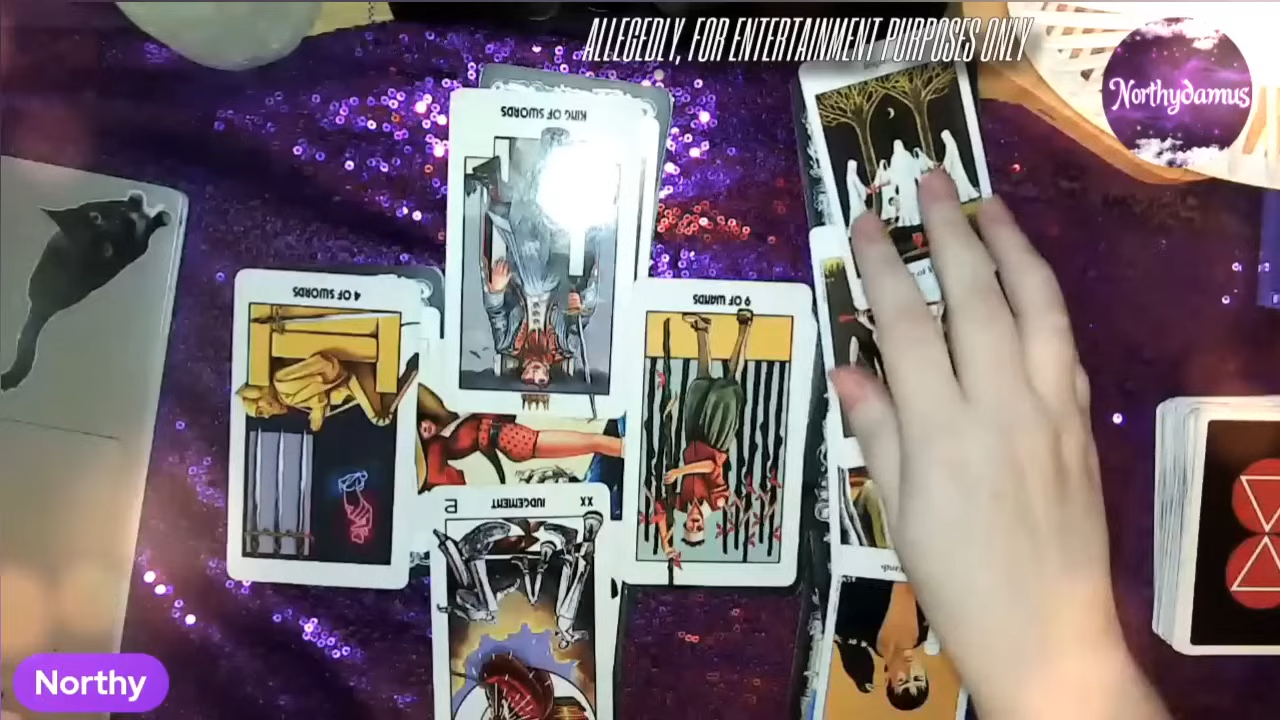 ALLEGEDLY, FOR ENTERTAINMENT PURPOSES ONLY
Northydamus
KING OF SWORDS
4 OF SWORDS
9 OF WANDS
JUDGEMENT XX
Northy